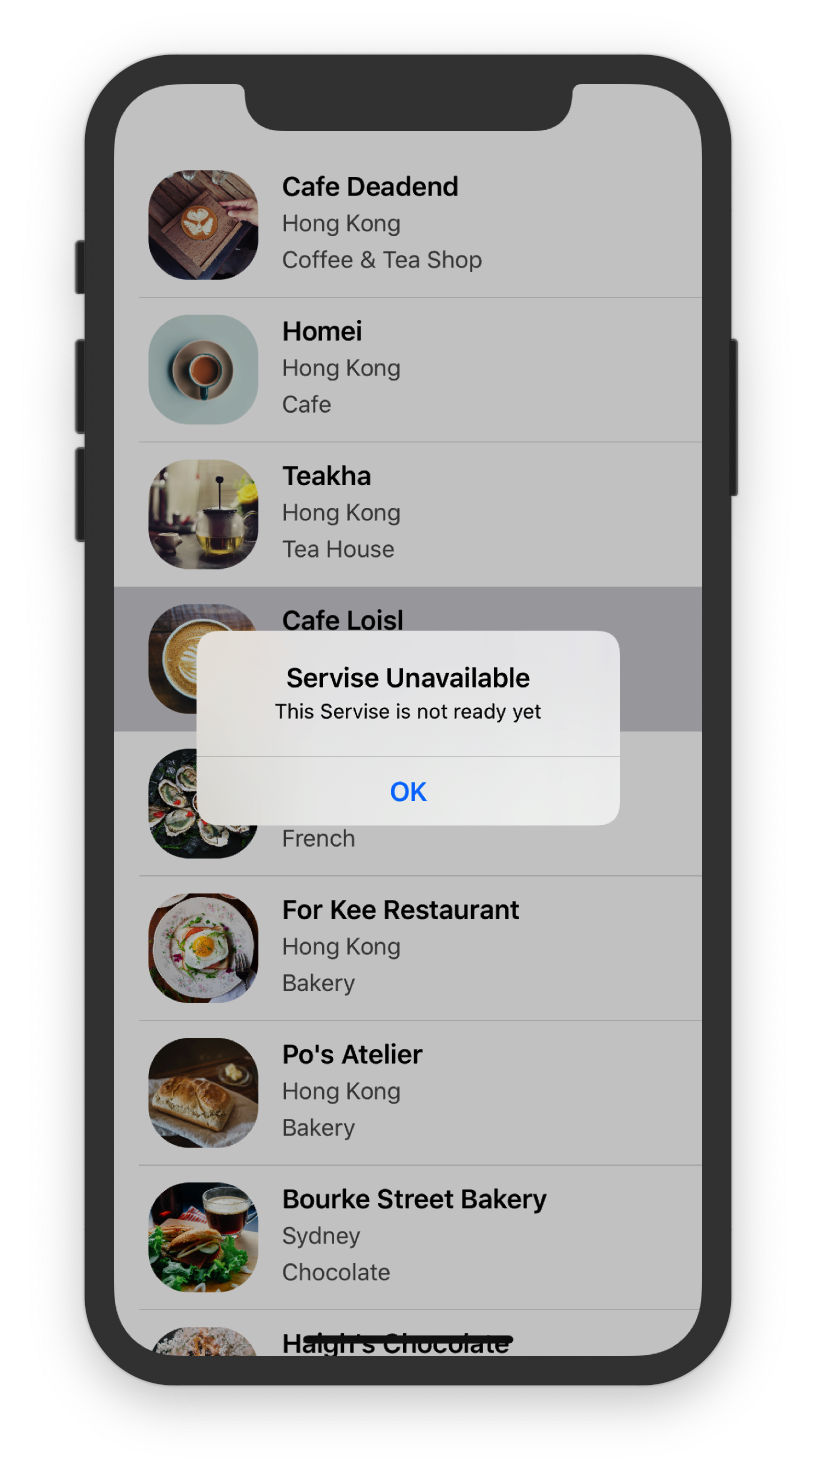 Cafe Deadend
Hong Kong
Coffee & Tea Shop
Homei
Hong Kong
Cafe
Teakha
Hong Kong
Tea House
Cafe Loisl
Servise Unavailable
This Servise is not ready yet
OK
French
For Kee Restaurant
Hong Kong
Bakery
Po's Atelier
Hong Kong
Bakery
Bourke Street Bakery
Sydney
Chocolate
Haigh's Chocolate